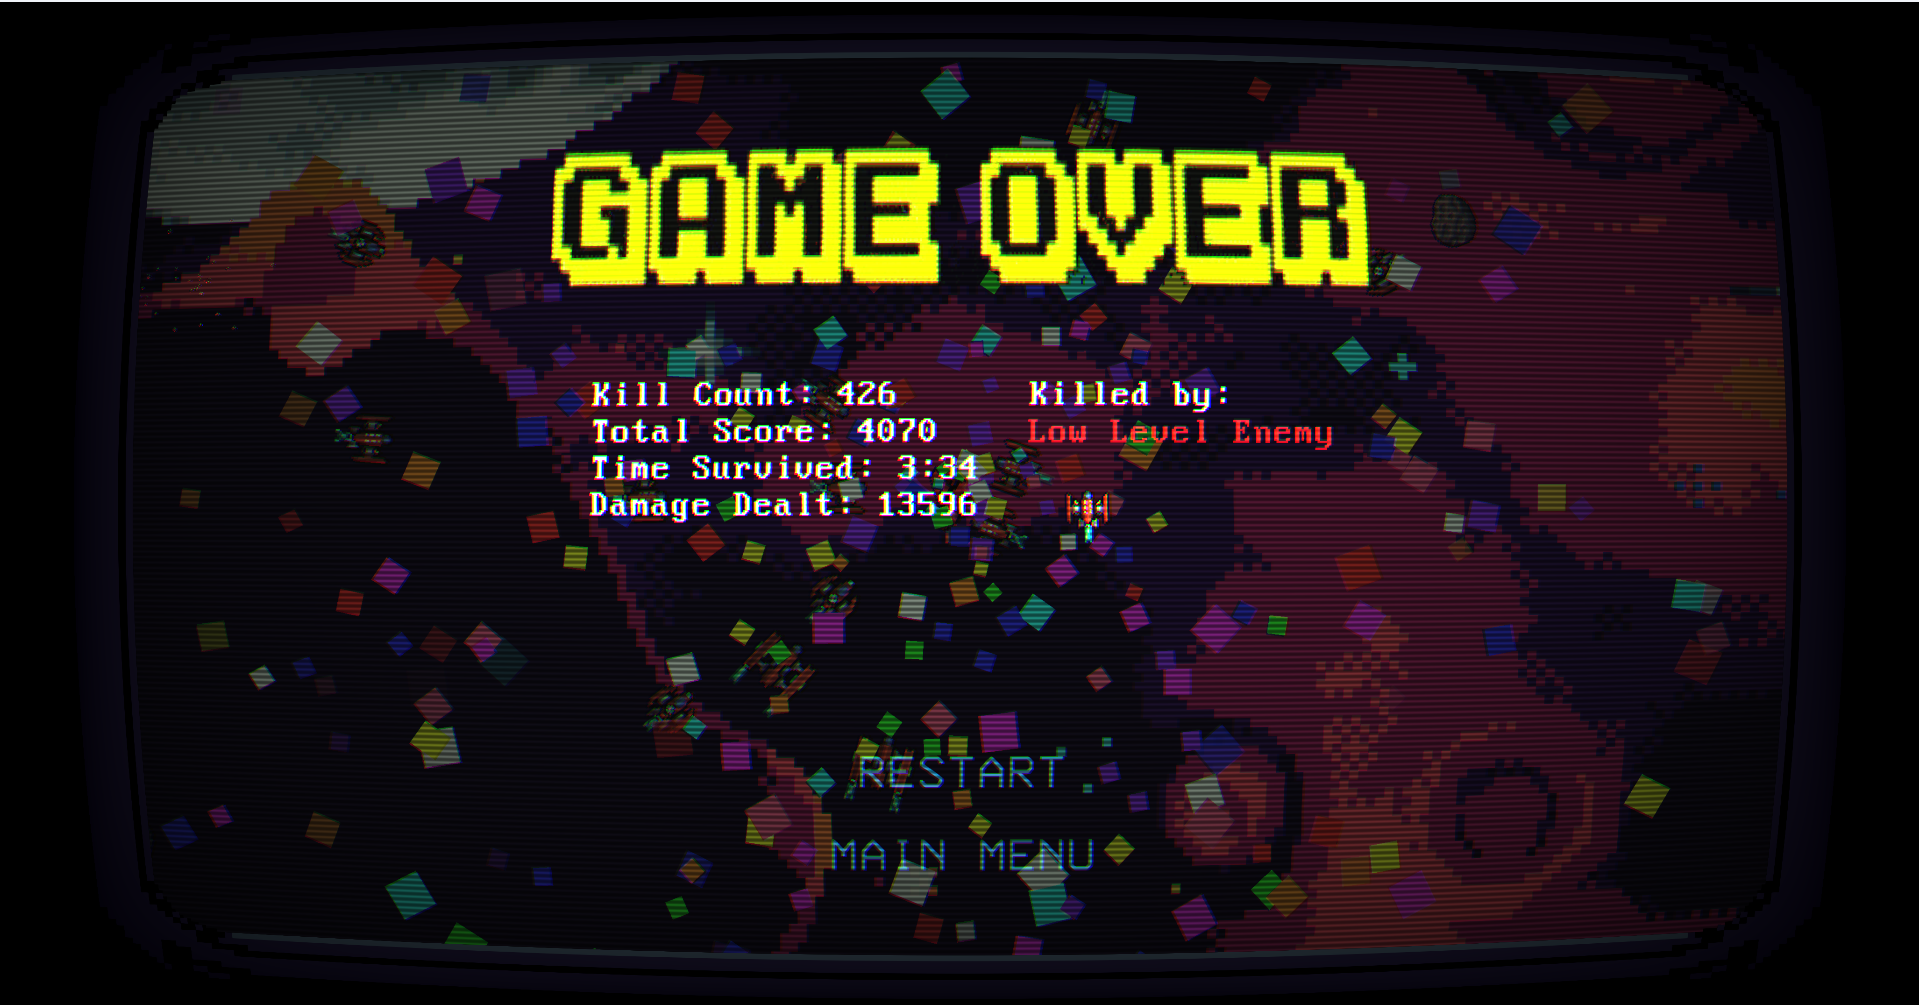 GAME OVER
Kill Count: 426
Total Score: 4070
Time Survived: 3:34
Damage Dealt: 13596
Killed by:
Low Level Enemy
RESTART
MAIN MENU